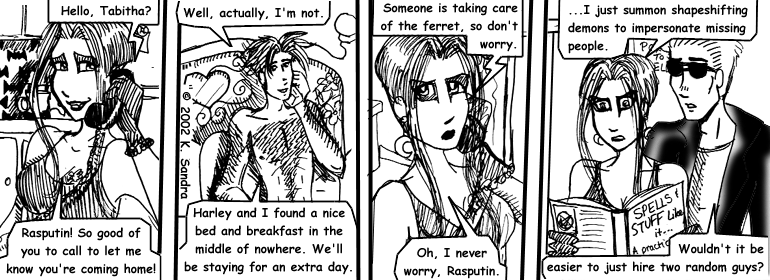 Hello, Tabitha?
Rasputin! So good of
you to call to let me
know you're coming home!
Well, actually, I'm not.
© 2002 K. Sandra
Harley and I found a nice
bed and breakfast in the
middle of nowhere. We'll
be staying for an extra day.
Someone is taking care
of the ferret, so don't
worry.
Oh, I never
worry, Rasputin.
...I just summon shapeshifting
demons to impersonate missing
people.
TO
SPELLS &
STUFF LIKE
IT...
A practic
Wouldn't it be
easier to just hire two random guys?